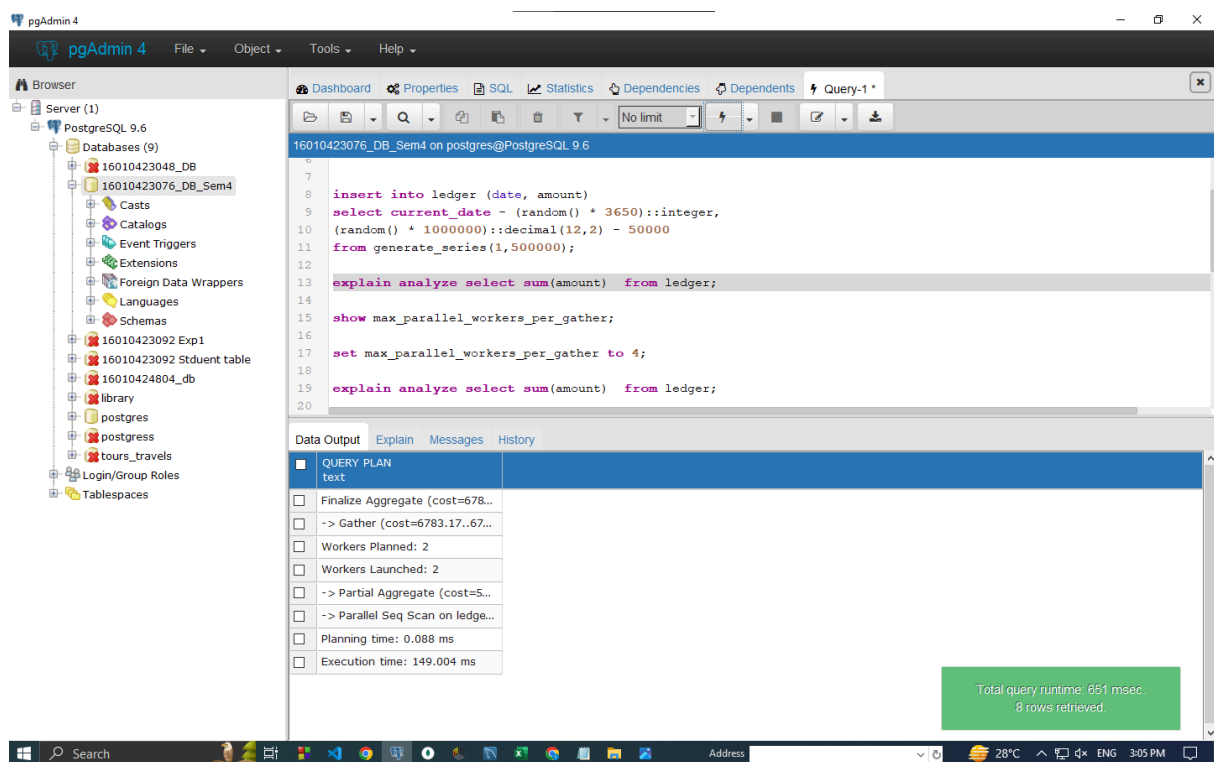 pgAdmin 4
pgAdmin 4 File Object Tools Help
Browser
Dashboard Properties SQL Statistics Dependencies Dependents Query-1 *
Server (1)
PostgreSQL 9.6
Databases (9)
16010423048_DB
16010423076_DB_Sem4
Casts
Catalogs
Event Triggers
Extensions
Foreign Data Wrappers
Languages
Schemas
16010423092 Exp1
16010423092 Stduent table
16010424804_db
library
postgres
postgress
tours_travels
Login/Group Roles
Tablespaces
No limit
16010423076_DB_Sem4 on postgres@PostgreSQL 9.6
6
7
8 insert into ledger (date, amount)
9 select current_date - (random() * 3650)::integer,
10 (random() * 1000000)::decimal(12,2) - 50000
11 from generate_series(1,500000);
12
13 explain analyze select sum(amount)  from ledger;
14
15 show max_parallel_workers_per_gather;
16
17 set max_parallel_workers_per_gather to 4;
18
19 explain analyze select sum(amount)  from ledger;
20
Data Output Explain Messages History
QUERY PLAN
text
Finalize Aggregate (cost=678...
-> Gather (cost=6783.17..67...
Workers Planned: 2
Workers Launched: 2
-> Partial Aggregate (cost=5...
-> Parallel Seq Scan on ledge...
Planning time: 0.088 ms
Execution time: 149.004 ms
Total query runtime: 651 msec.
8 rows retrieved.
Search Address 28°C ENG 3:05 PM